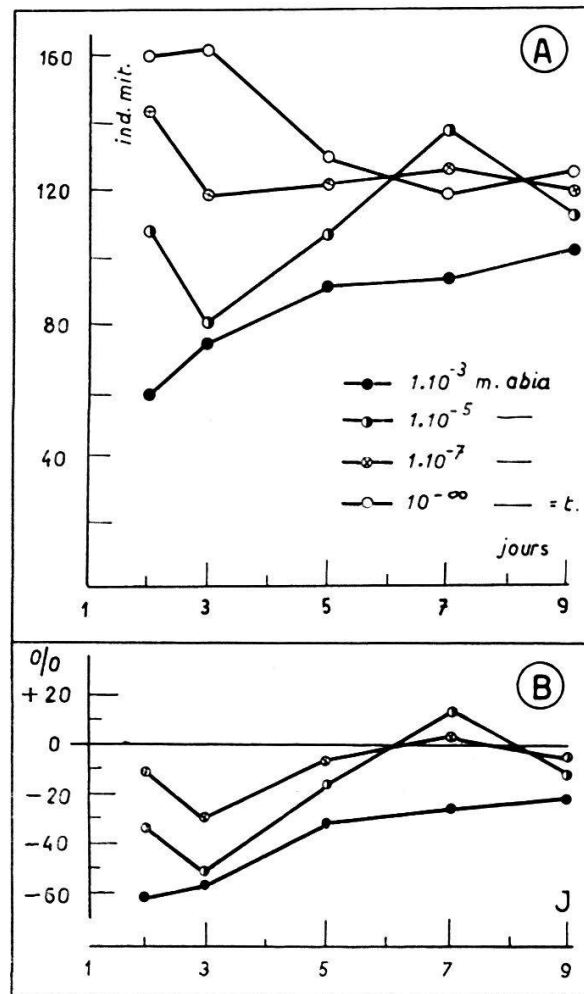 160
ind. mit.
A
120
80
1.10⁻³ m. abia
1.10⁻⁵ —
1.10⁻⁷ —
40
10⁻∞ — = t.
jours
1 3 5 7 9
%
+20
B
0
-20
-40
-60
J
1 3 5 7 9